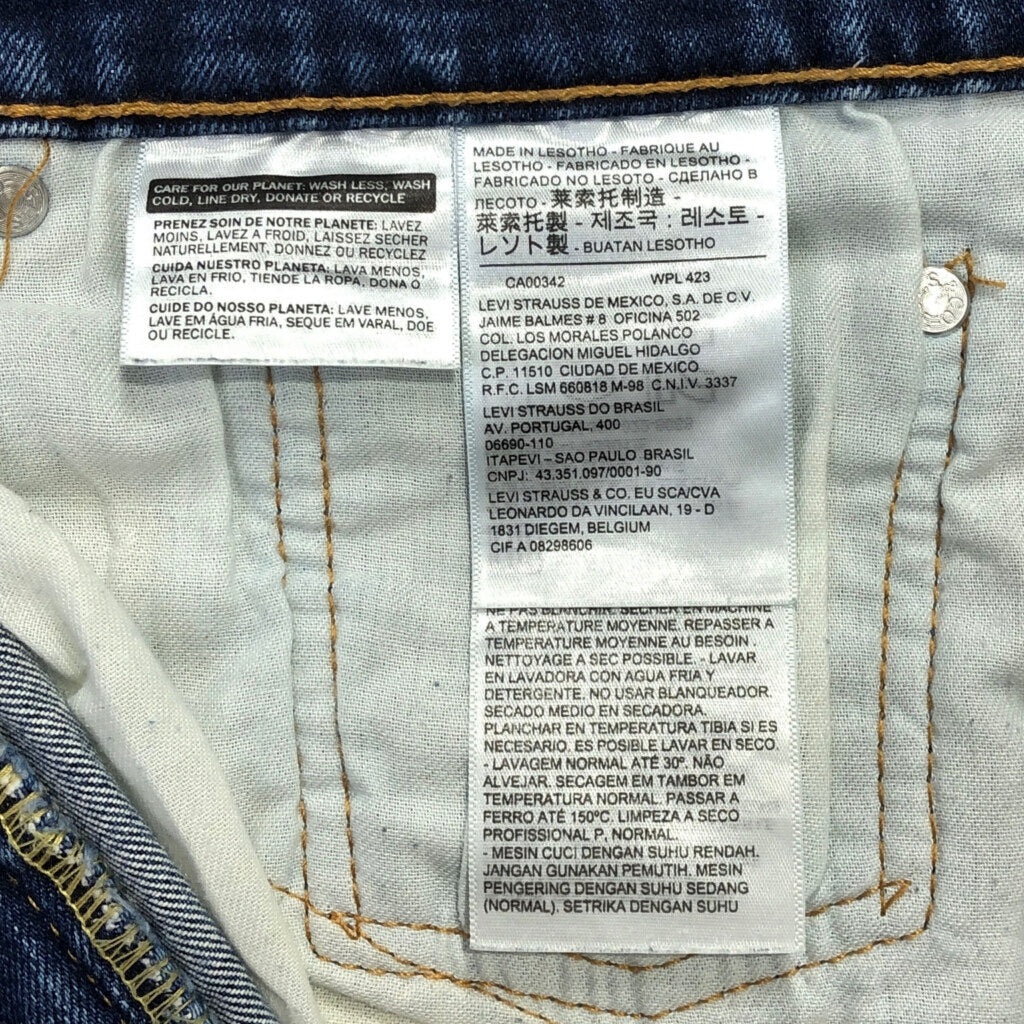 CARE FOR OUR PLANET: WASH LESS, WASH
COLD, LINE DRY, DONATE OR RECYCLE
PRENEZ SOIN DE NOTRE PLANETE: LAVEZ
MOINS, LAVEZ A FROID, LAISSEZ SECHER
NATURELLEMENT, DONNEZ OU RECYCLEZ
CUIDA NUESTRO PLANETA: LAVA MENOS,
LAVA EN FRIO, TIENDE LA ROPA, DONA O
RECICLA.
CUIDE DO NOSSO PLANETA: LAVE MENOS,
LAVE EM ÁGUA FRIA, SEQUE EM VARAL, DOE
OU RECICLE.
MADE IN LESOTHO - FABRIQUE AU
LESOTHO - FABRICADO EN LESOTHO -
FABRICADO NO LESOTO - СДЕЛАНО В
ЛЕСОТО - 莱索托制造 -
萊索托製 - 제조국 : 레소토 -
レソト製 - BUATAN LESOTHO
CA00342 WPL 423
LEVI STRAUSS DE MEXICO, S.A. DE C.V.
JAIME BALMES # 8 OFICINA 502
COL. LOS MORALES POLANCO
DELEGACION MIGUEL HIDALGO
C.P. 11510 CIUDAD DE MEXICO
R.F.C. LSM 660818 M-98 C.N.I.V. 3337
LEVI STRAUSS DO BRASIL
AV. PORTUGAL, 400
06690-110
ITAPEVI – SAO PAULO BRASIL
CNPJ: 43.351.097/0001-90
LEVI STRAUSS & CO. EU SCA/CVA
LEONARDO DA VINCILAAN, 19 - D
1831 DIEGEM, BELGIUM
CIF A 08298606
NE PAS BLANCHIR. SECHER EN MACHINE
A TEMPERATURE MOYENNE. REPASSER A
TEMPERATURE MOYENNE AU BESOIN.
NETTOYAGE A SEC POSSIBLE. - LAVAR
EN LAVADORA CON AGUA FRIA Y
DETERGENTE. NO USAR BLANQUEADOR.
SECADO MEDIO EN SECADORA.
PLANCHAR EN TEMPERATURA TIBIA SI ES
NECESARIO. ES POSIBLE LAVAR EN SECO.
- LAVAGEM NORMAL ATÉ 30º. NÃO
ALVEJAR. SECAGEM EM TAMBOR EM
TEMPERATURA NORMAL. PASSAR A
FERRO ATÉ 150ºC. LIMPEZA A SECO
PROFISSIONAL P, NORMAL.
- MESIN CUCI DENGAN SUHU RENDAH.
JANGAN GUNAKAN PEMUTIH. MESIN
PENGERING DENGAN SUHU SEDANG
(NORMAL). SETRIKA DENGAN SUHU